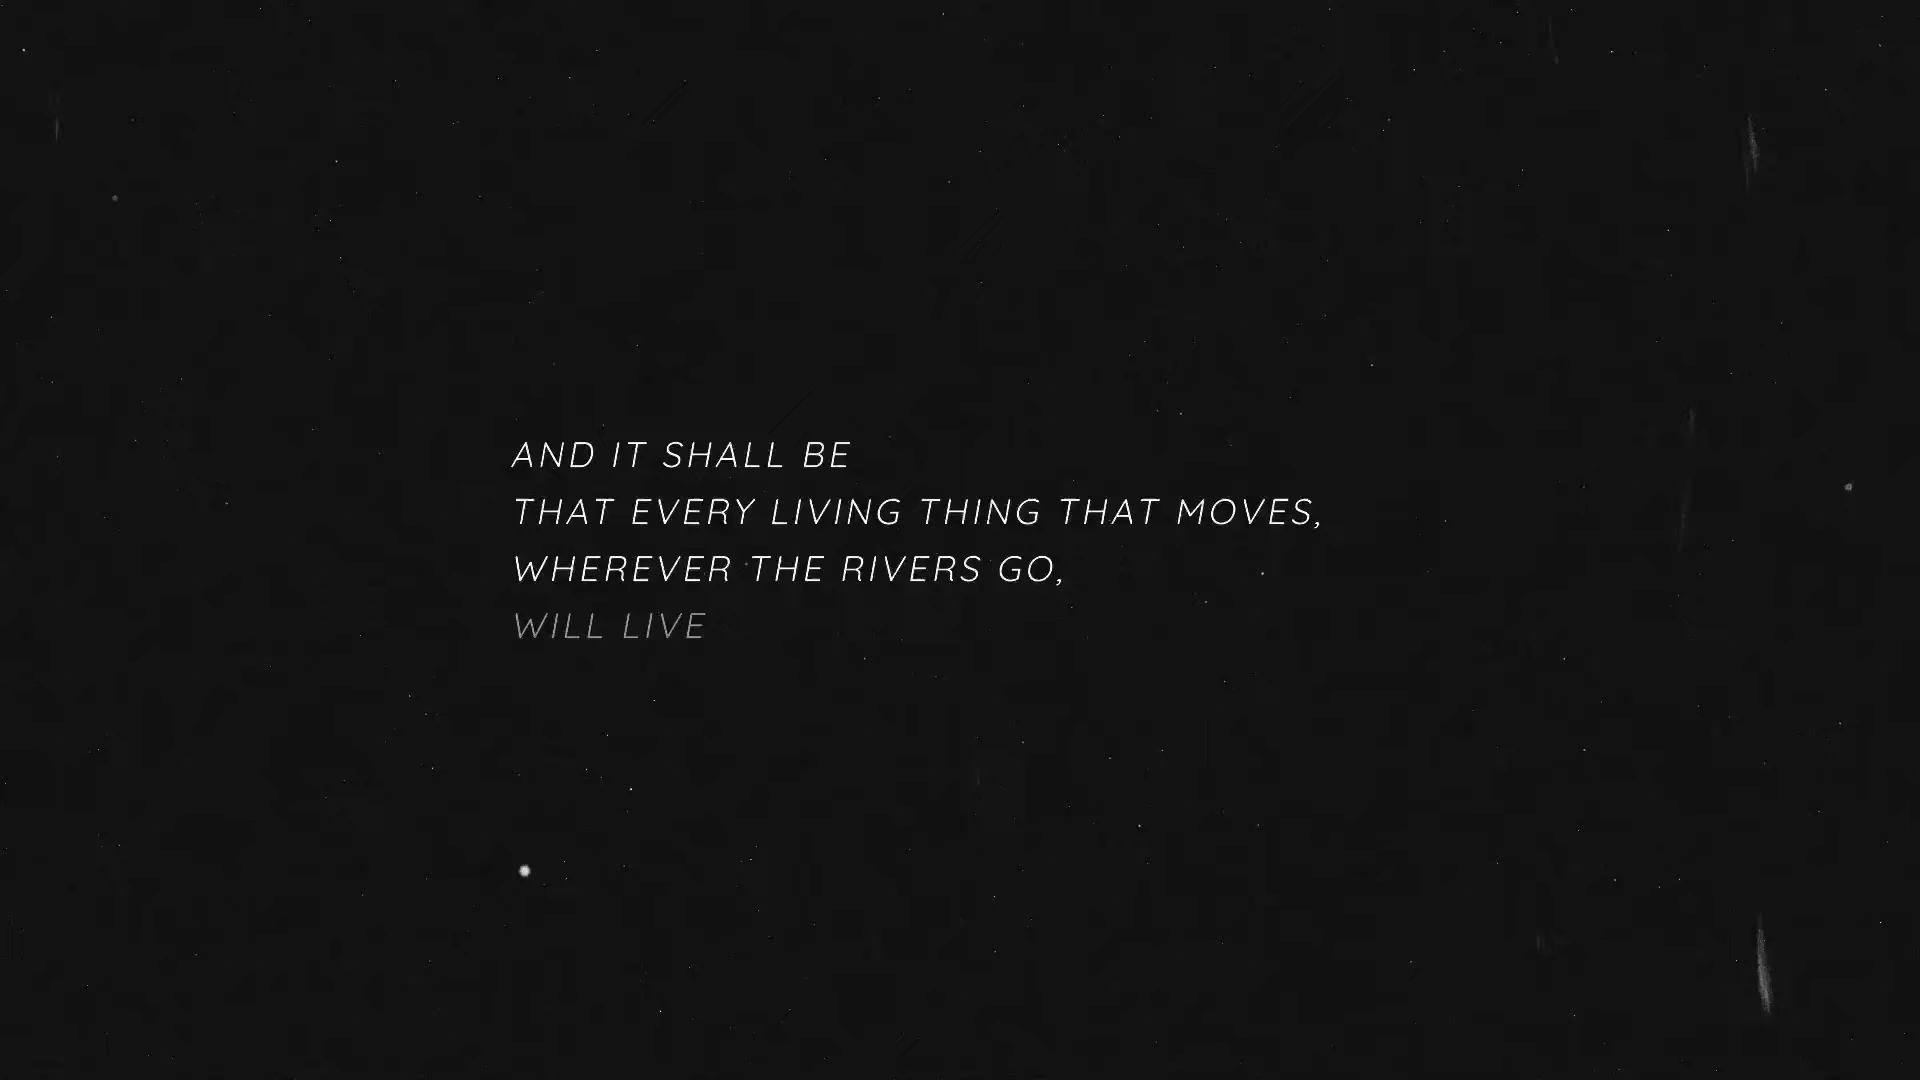 AND IT SHALL BE
THAT EVERY LIVING THING THAT MOVES,
WHEREVER THE RIVERS GO,
WILL LIVE